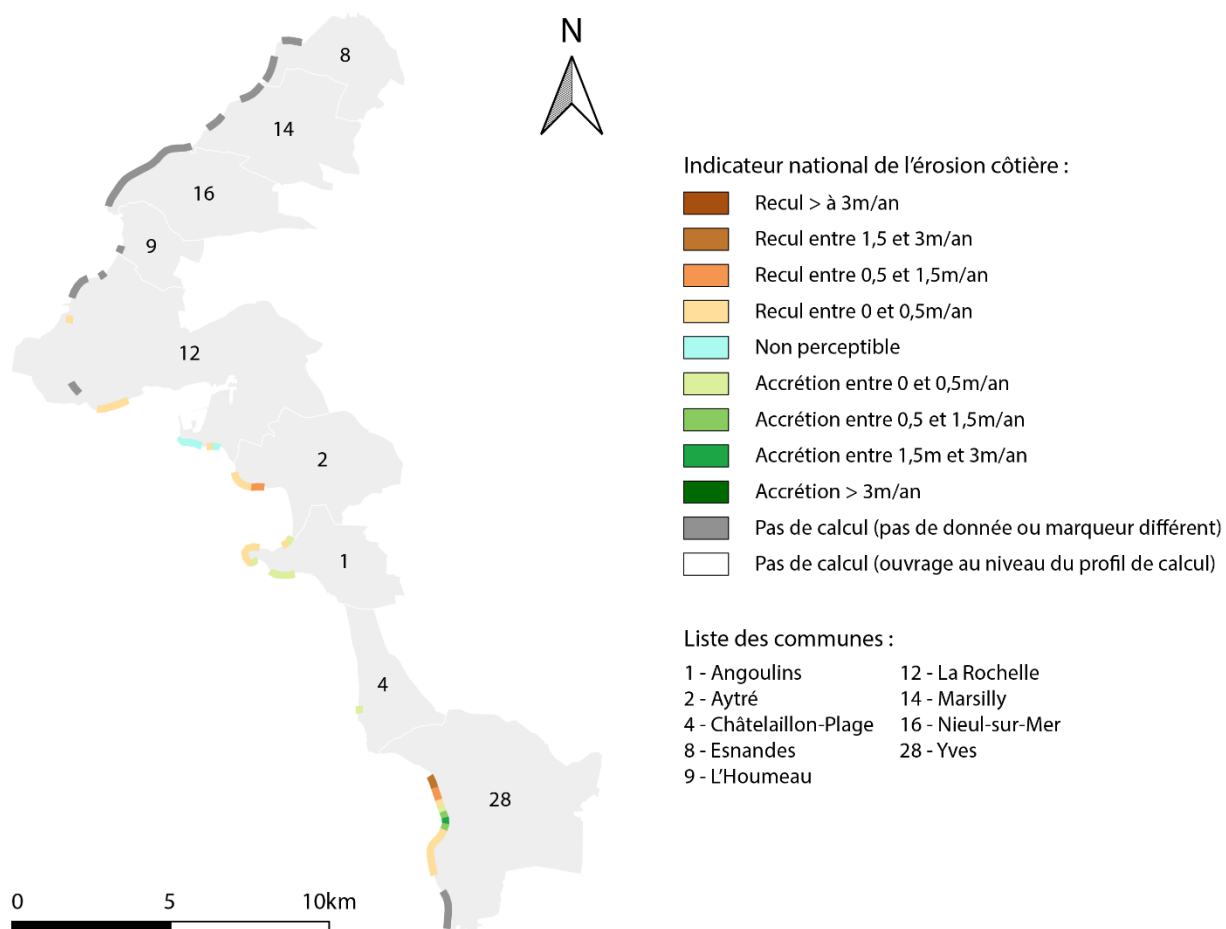 N
8
14
16
9
12
2
1
4
28
0 5 10km
Indicateur national de l'érosion côtière :
Recul > à 3m/an
Recul entre 1,5 et 3m/an
Recul entre 0,5 et 1,5m/an
Recul entre 0 et 0,5m/an
Non perceptible
Accrétion entre 0 et 0,5m/an
Accrétion entre 0,5 et 1,5m/an
Accrétion entre 1,5m et 3m/an
Accrétion > 3m/an
Pas de calcul (pas de donnée ou marqueur différent)
Pas de calcul (ouvrage au niveau du profil de calcul)
Liste des communes :
1 - Angoulins
2 - Aytré
4 - Châtelaillon-Plage
8 - Esnandes
9 - L'Houmeau
12 - La Rochelle
14 - Marsilly
16 - Nieul-sur-Mer
28 - Yves